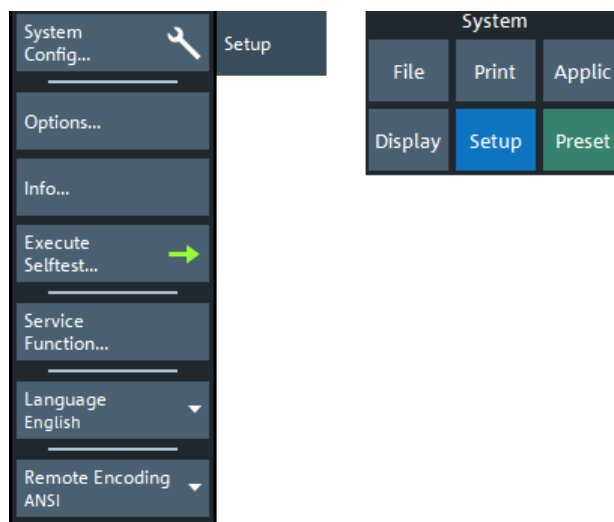 System
Config...
Setup
Options...
Info...
Execute
Selftest...
Service
Function...
Language
English
Remote Encoding
ANSI
System
File
Print
Applic
Display
Setup
Preset